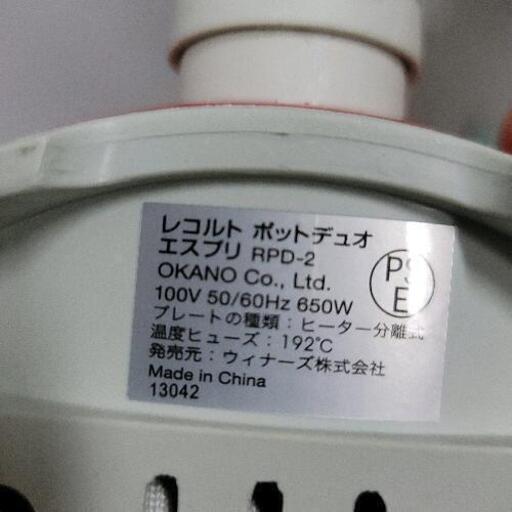 レコルト ポットデュオ
エスプリ RPD-2
OKANO Co., Ltd.
100V 50/60Hz 650W
プレートの種類：ヒーター分離式
温度ヒューズ：192℃
発売元：ウィナーズ株式会社
Made in China
13042
PS
E